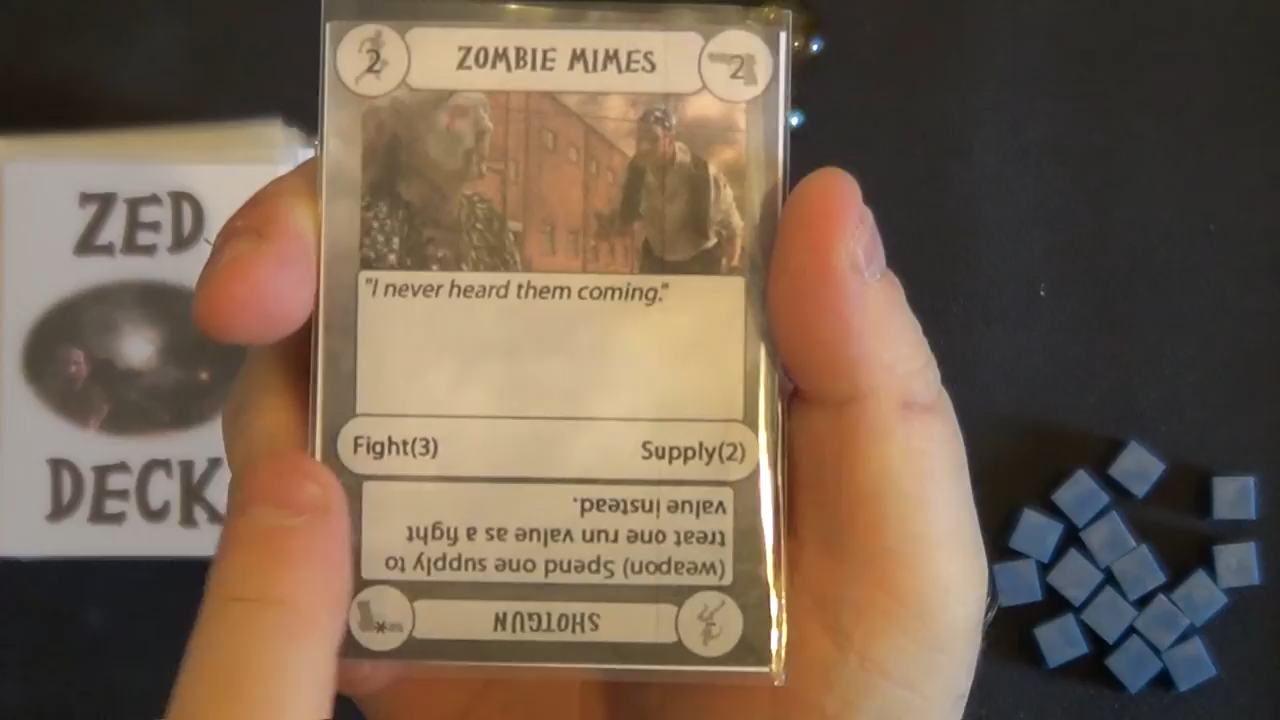 2 ZOMBIE MIMES 2
"I never heard them coming."
Fight(3) Supply(2)
SHOTGUN
*
(weapon) Spend one supply to
treat one run value as a fight
value instead.
ZED
DECK